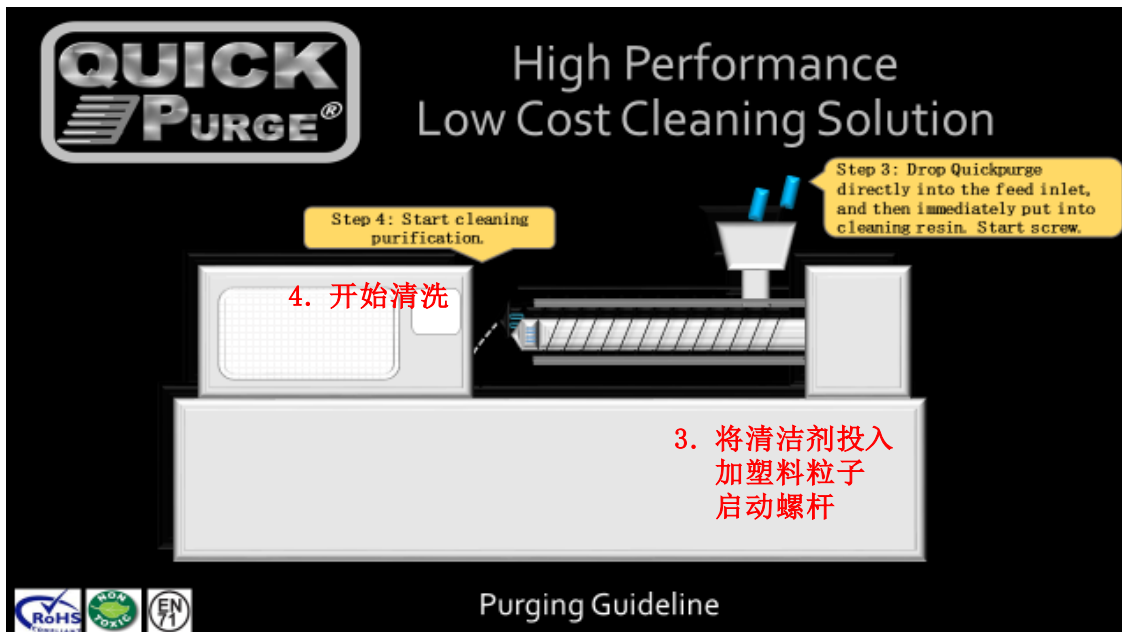 QUICK
PURGE®
High Performance
Low Cost Cleaning Solution
Step 3: Drop Quickpurge
directly into the feed inlet,
and then immediately put into
cleaning resin. Start screw.
Step 4: Start cleaning
purification.
4. 开始清洗
3. 将清洁剂投入
加塑料粒子
启动螺杆
RoHS
COMPLIANT
NON
TOXIC
EN
71
Purging Guideline